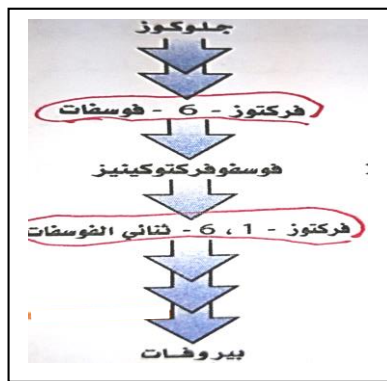 جلوكوز
فركتوز - 6 - فوسفات
فوسفوفركتوكينيز
فركتوز - 1 ، 6 - ثنائي الفوسفات
بيروفات